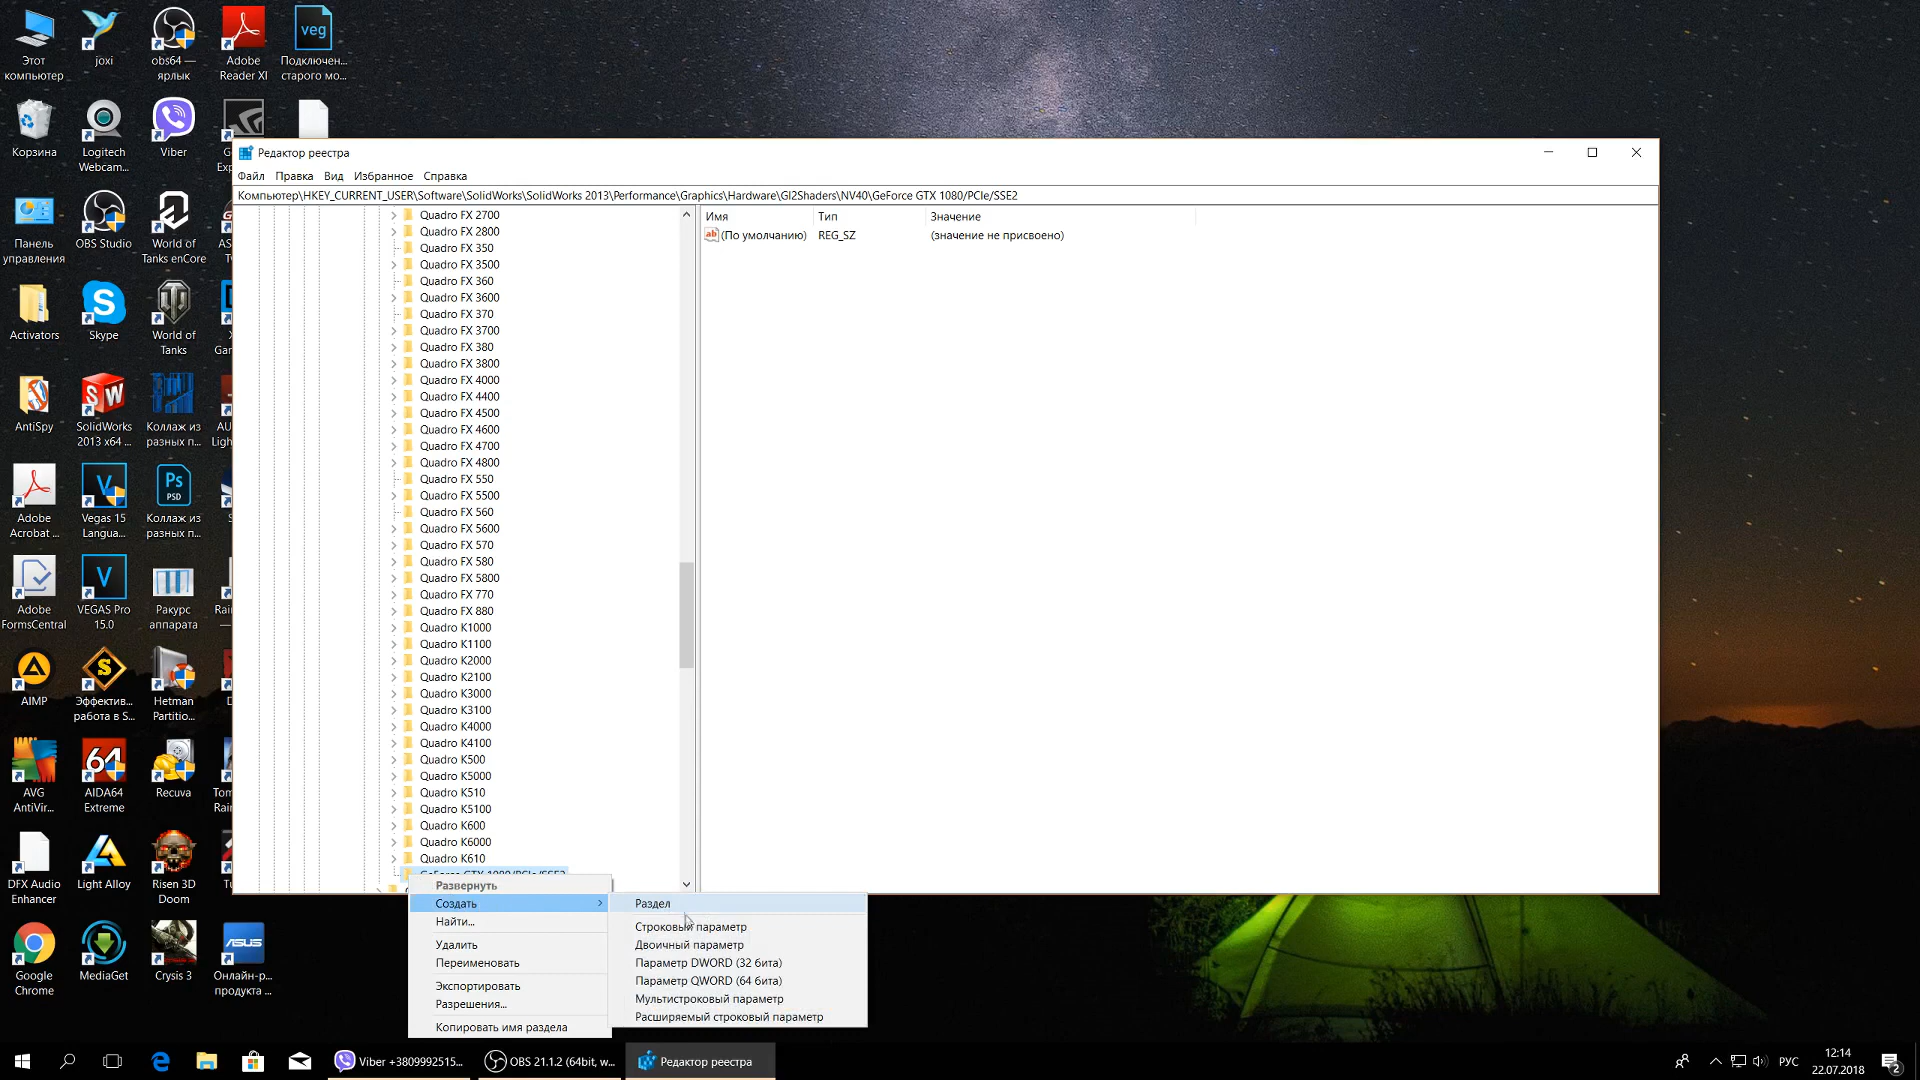 Этот
компьютер
joxi
obs64 —
ярлык
Adobe
Reader XI
veg
Подключен...
старого мо...
Корзина
Logitech
Webcam...
Viber
Панель
управления
OBS Studio
World of
Tanks enCore
Activators
Skype
World of
Tanks
AntiSpy
SolidWorks
2013 x64 ...
Коллаж из
разных п...
Adobe
Acrobat ...
Vegas 15
Langua...
Ps
PSD
Коллаж из
разных п...
Adobe
FormsCentral
VEGAS Pro
15.0
Ракурс
аппарата
AIMP
Эффектив...
работа в S...
Hetman
Partitio...
AVG
AntiVir...
64
AIDA64
Extreme
Recuva
DFX Audio
Enhancer
Light Alloy
Risen 3D
Doom
Google
Chrome
MediaGet
Crysis 3
ASUS
Онлайн-р...
продукта ...
Редактор реестра
Файл Правка Вид Избранное Справка
Компьютер\HKEY_CURRENT_USER\Software\SolidWorks\SolidWorks 2013\Performance\Graphics\Hardware\Gl2Shaders\NV40\GeForce GTX 1080/PCIe/SSE2
Quadro FX 2700
Quadro FX 2800
Quadro FX 350
Quadro FX 3500
Quadro FX 360
Quadro FX 3600
Quadro FX 370
Quadro FX 3700
Quadro FX 380
Quadro FX 3800
Quadro FX 4000
Quadro FX 4400
Quadro FX 4500
Quadro FX 4600
Quadro FX 4700
Quadro FX 4800
Quadro FX 550
Quadro FX 5500
Quadro FX 560
Quadro FX 5600
Quadro FX 570
Quadro FX 580
Quadro FX 5800
Quadro FX 770
Quadro FX 880
Quadro K1000
Quadro K1100
Quadro K2000
Quadro K2100
Quadro K3000
Quadro K3100
Quadro K4000
Quadro K4100
Quadro K500
Quadro K5000
Quadro K510
Quadro K5100
Quadro K600
Quadro K6000
Quadro K610
GeForce GTX 1080/PCIe/SSE2
Имя Тип Значение
ab (По умолчанию) REG_SZ (значение не присвоено)
Развернуть
Создать
Найти...
Удалить
Переименовать
Экспортировать
Разрешения...
Копировать имя раздела
Раздел
Строковый параметр
Двоичный параметр
Параметр DWORD (32 бита)
Параметр QWORD (64 бита)
Мультистроковый параметр
Расширяемый строковый параметр
Viber +3809992515...
OBS 21.1.2 (64bit, w...
Редактор реестра
РУС
12:14
22.07.2018
2